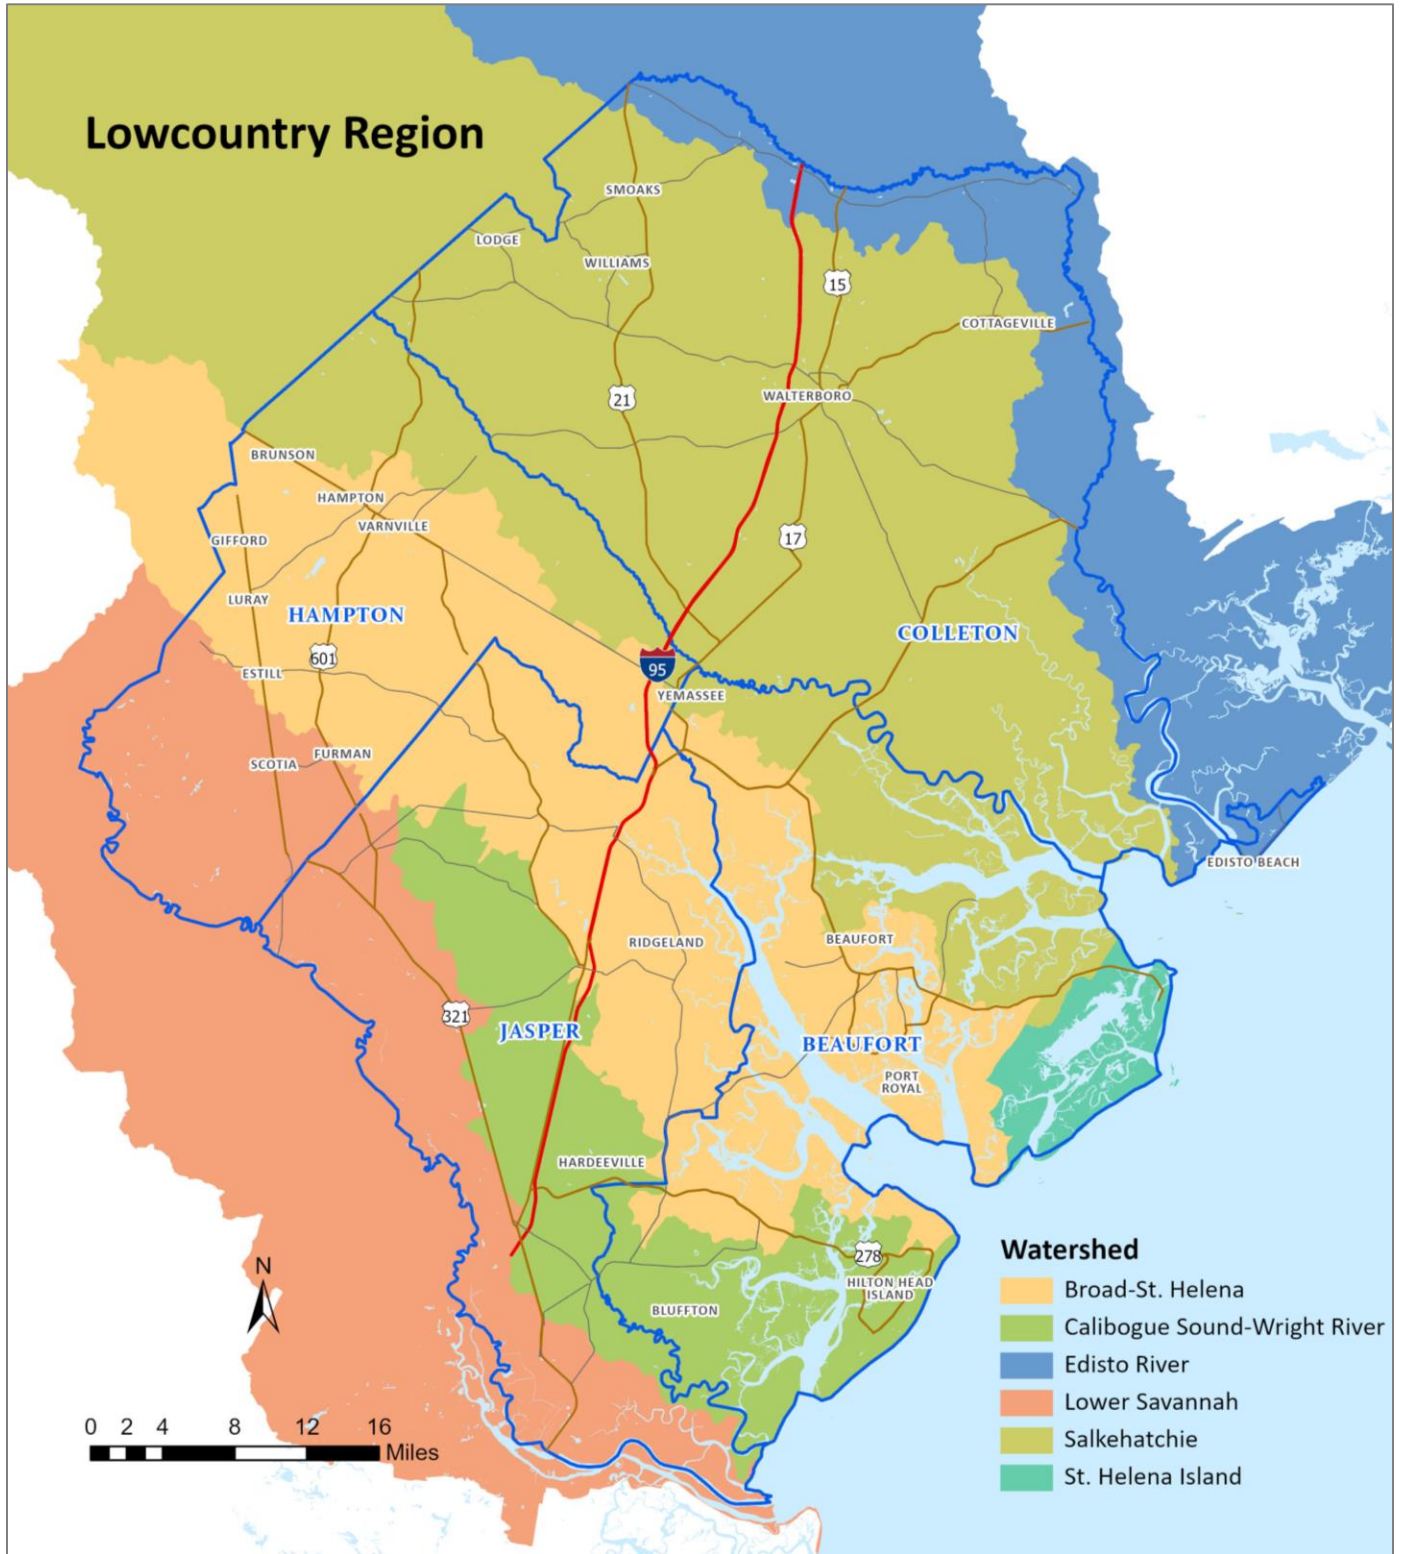 Lowcountry Region
SMOAKS
LODGE
WILLIAMS
15
COTTAGEVILLE
21
WALTERBORO
BRUNSON
HAMPTON
VARNVILLE
GIFFORD
17
LURAY
HAMPTON
COLLETON
601
95
ESTILL
YEMASSEE
SCOTIA
FURMAN
EDISTO BEACH
RIDGELAND
BEAUFORT
321
JASPER
BEAUFORT
PORT
ROYAL
HARDEEVILLE
278
HILTON HEAD
ISLAND
BLUFFTON
N
0 2 4 8 12 16
Miles
Watershed
Broad-St. Helena
Calibogue Sound-Wright River
Edisto River
Lower Savannah
Salkehatchie
St. Helena Island